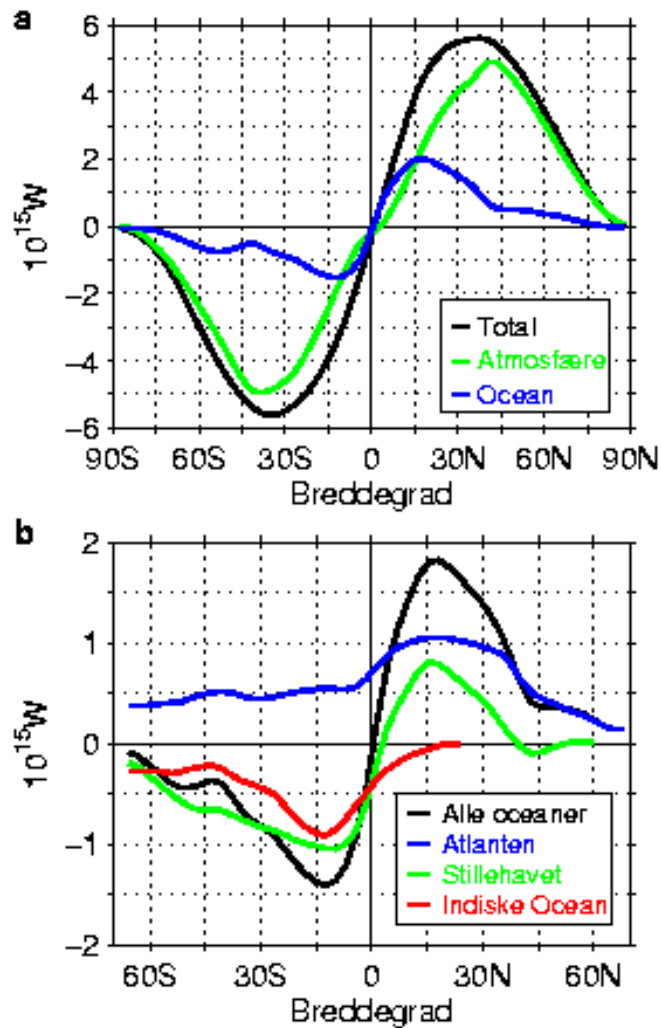 a
6
4
2
0
−2
−4
−6
10¹⁵W
Total
Atmosfære
Ocean
90S 60S 30S 0 30N 60N 90N
Breddegrad
b
2
1
0
−1
−2
10¹⁵W
Alle oceaner
Atlanten
Stillehavet
Indiske Ocean
60S 30S 0 30N 60N
Breddegrad